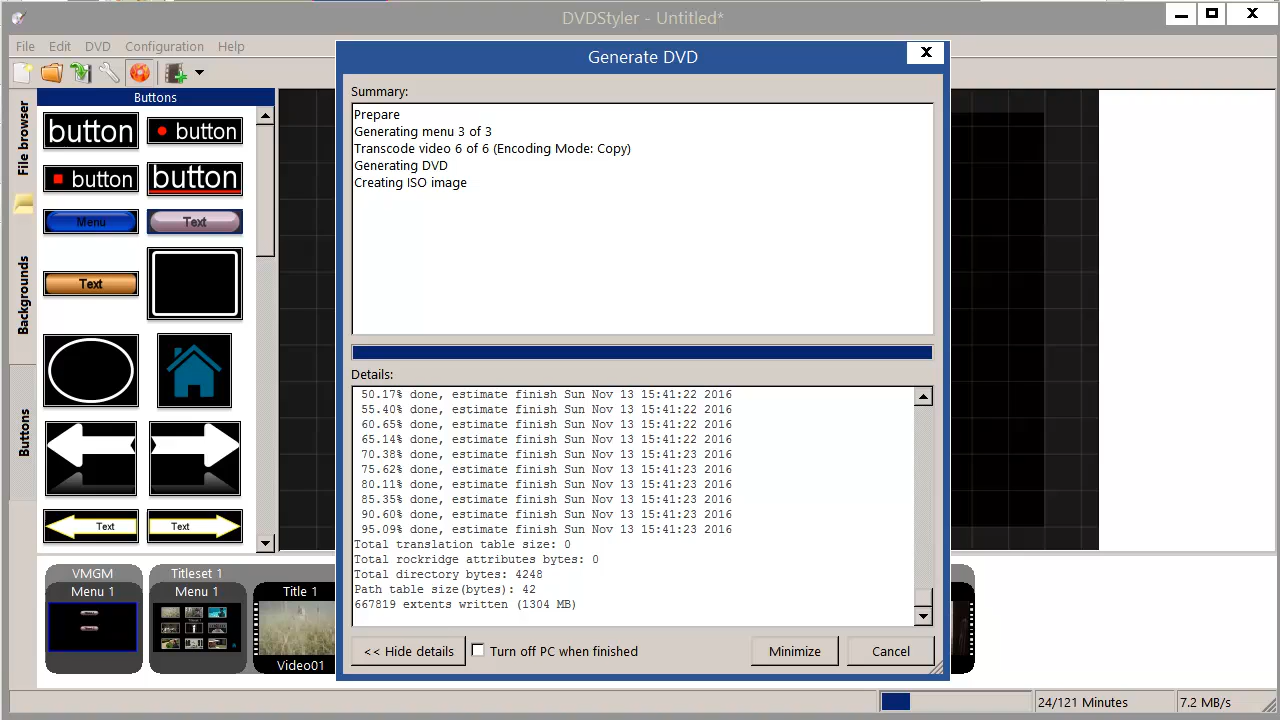 DVDStyler - Untitled*
File Edit DVD Configuration Help
File browser
Backgrounds
Buttons
Buttons
button
button
button
button
Menu
Text
Text
Text
Text
Generate DVD
Summary:
Prepare
Generating menu 3 of 3
Transcode video 6 of 6 (Encoding Mode: Copy)
Generating DVD
Creating ISO image
Details:
50.17% done, estimate finish Sun Nov 13 15:41:22 2016
55.40% done, estimate finish Sun Nov 13 15:41:22 2016
60.65% done, estimate finish Sun Nov 13 15:41:22 2016
65.14% done, estimate finish Sun Nov 13 15:41:22 2016
70.38% done, estimate finish Sun Nov 13 15:41:23 2016
75.62% done, estimate finish Sun Nov 13 15:41:23 2016
80.11% done, estimate finish Sun Nov 13 15:41:23 2016
85.35% done, estimate finish Sun Nov 13 15:41:23 2016
90.60% done, estimate finish Sun Nov 13 15:41:23 2016
95.09% done, estimate finish Sun Nov 13 15:41:23 2016
Total translation table size: 0
Total rockridge attributes bytes: 0
Total directory bytes: 4248
Path table size(bytes): 42
667819 extents written (1304 MB)
<< Hide details
Turn off PC when finished
Minimize
Cancel
VMGM
Menu 1
Titleset 1
Menu 1
Title 1
Video01
24/121 Minutes
7.2 MB/s